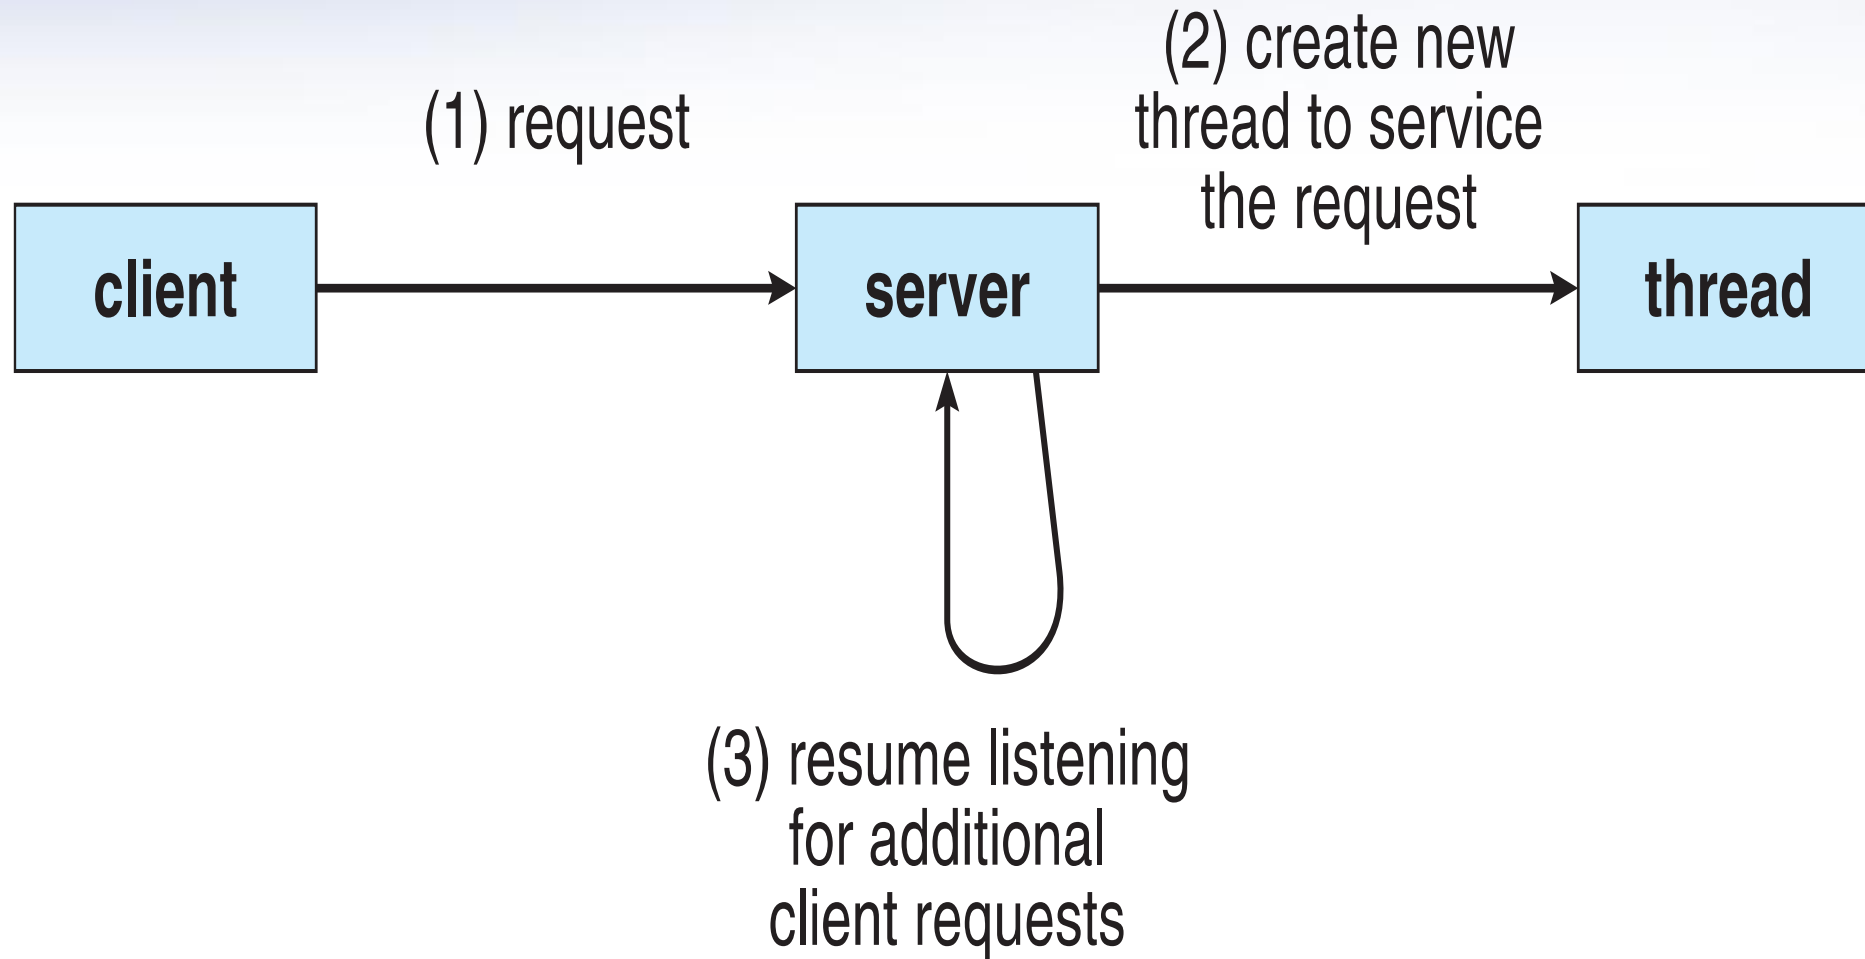 (1) request
(2) create new
thread to service
the request
client
server
thread
(3) resume listening
for additional
client requests